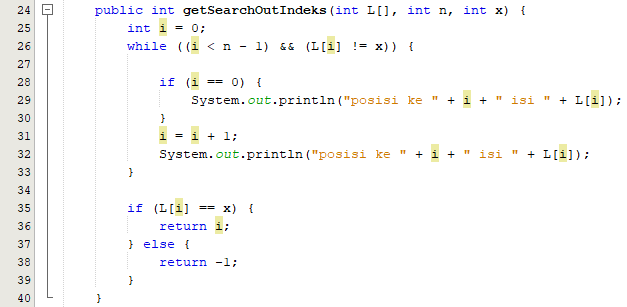 24 public int getSearchOutIndeks(int L[], int n, int x) {
25 int i = 0;
26 while ((i < n - 1) && (L[i] != x)) {
27
28 if (i == 0) {
29 System.out.println("posisi ke " + i + " isi " + L[i]);
30 }
31 i = i + 1;
32 System.out.println("posisi ke " + i + " isi " + L[i]);
33 }
34
35 if (L[i] == x) {
36 return i;
37 } else {
38 return -1;
39 }
40 }